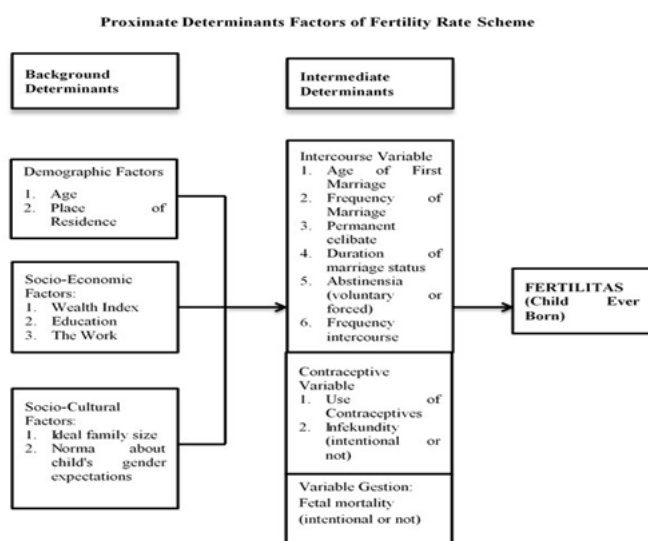 Proximate Determinants Factors of Fertility Rate Scheme
Background
Determinants
Intermediate
Determinants
Demographic Factors
1. Age
2. Place of
Residence
Socio-Economic
Factors:
1. Wealth Index
2. Education
3. The Work
Socio-Cultural
Factors:
1. Ideal family size
2. Norma about
child's gender
expectations
Intercourse Variable
1. Age of First
Marriage
2. Frequency of
Marriage
3. Permanent
celibate
4. Duration of
marriage status
5. Abstinensia
(voluntary or
forced)
6. Frequency
intercourse
Contraceptive
Variable
1. Use of
Contraceptives
2. Infekundity
(intentional or
not)
Variable Gestion:
Fetal mortality
(intentional or not)
FERTILITAS
(Child Ever
Born)